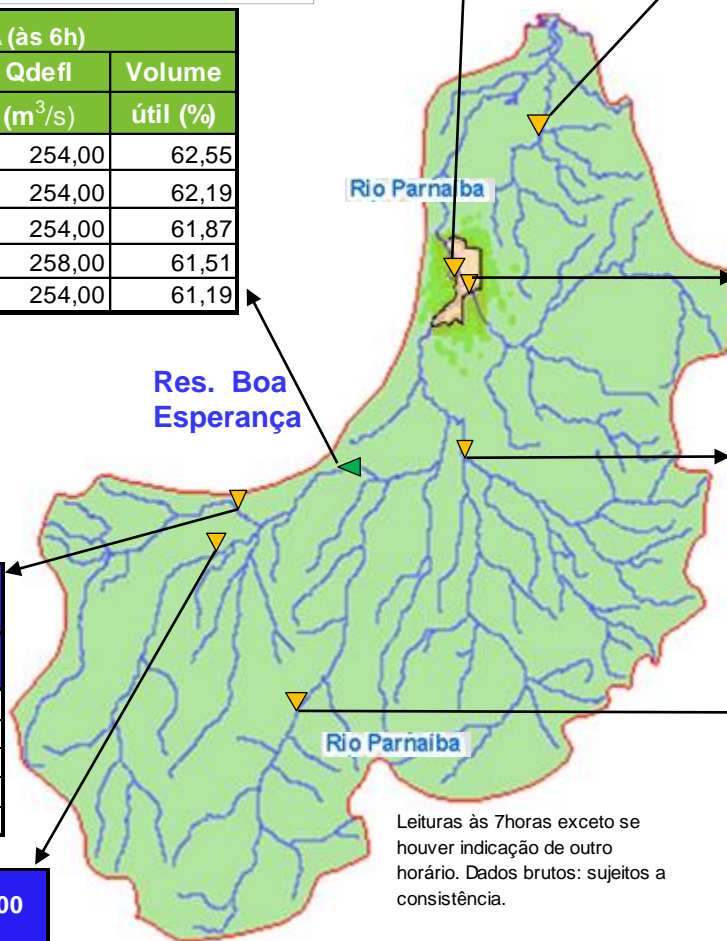 (às 6h)
Qdefl Volume
(m³/s) útil (%)
254,00 62,55
254,00 62,19
254,00 61,87
258,00 61,51
254,00 61,19
Rio Parnaíba
Res. Boa
Esperança
Rio Parnaíba
Leituras às 7horas exceto se
houver indicação de outro
horário. Dados brutos: sujeitos a
consistência.
00